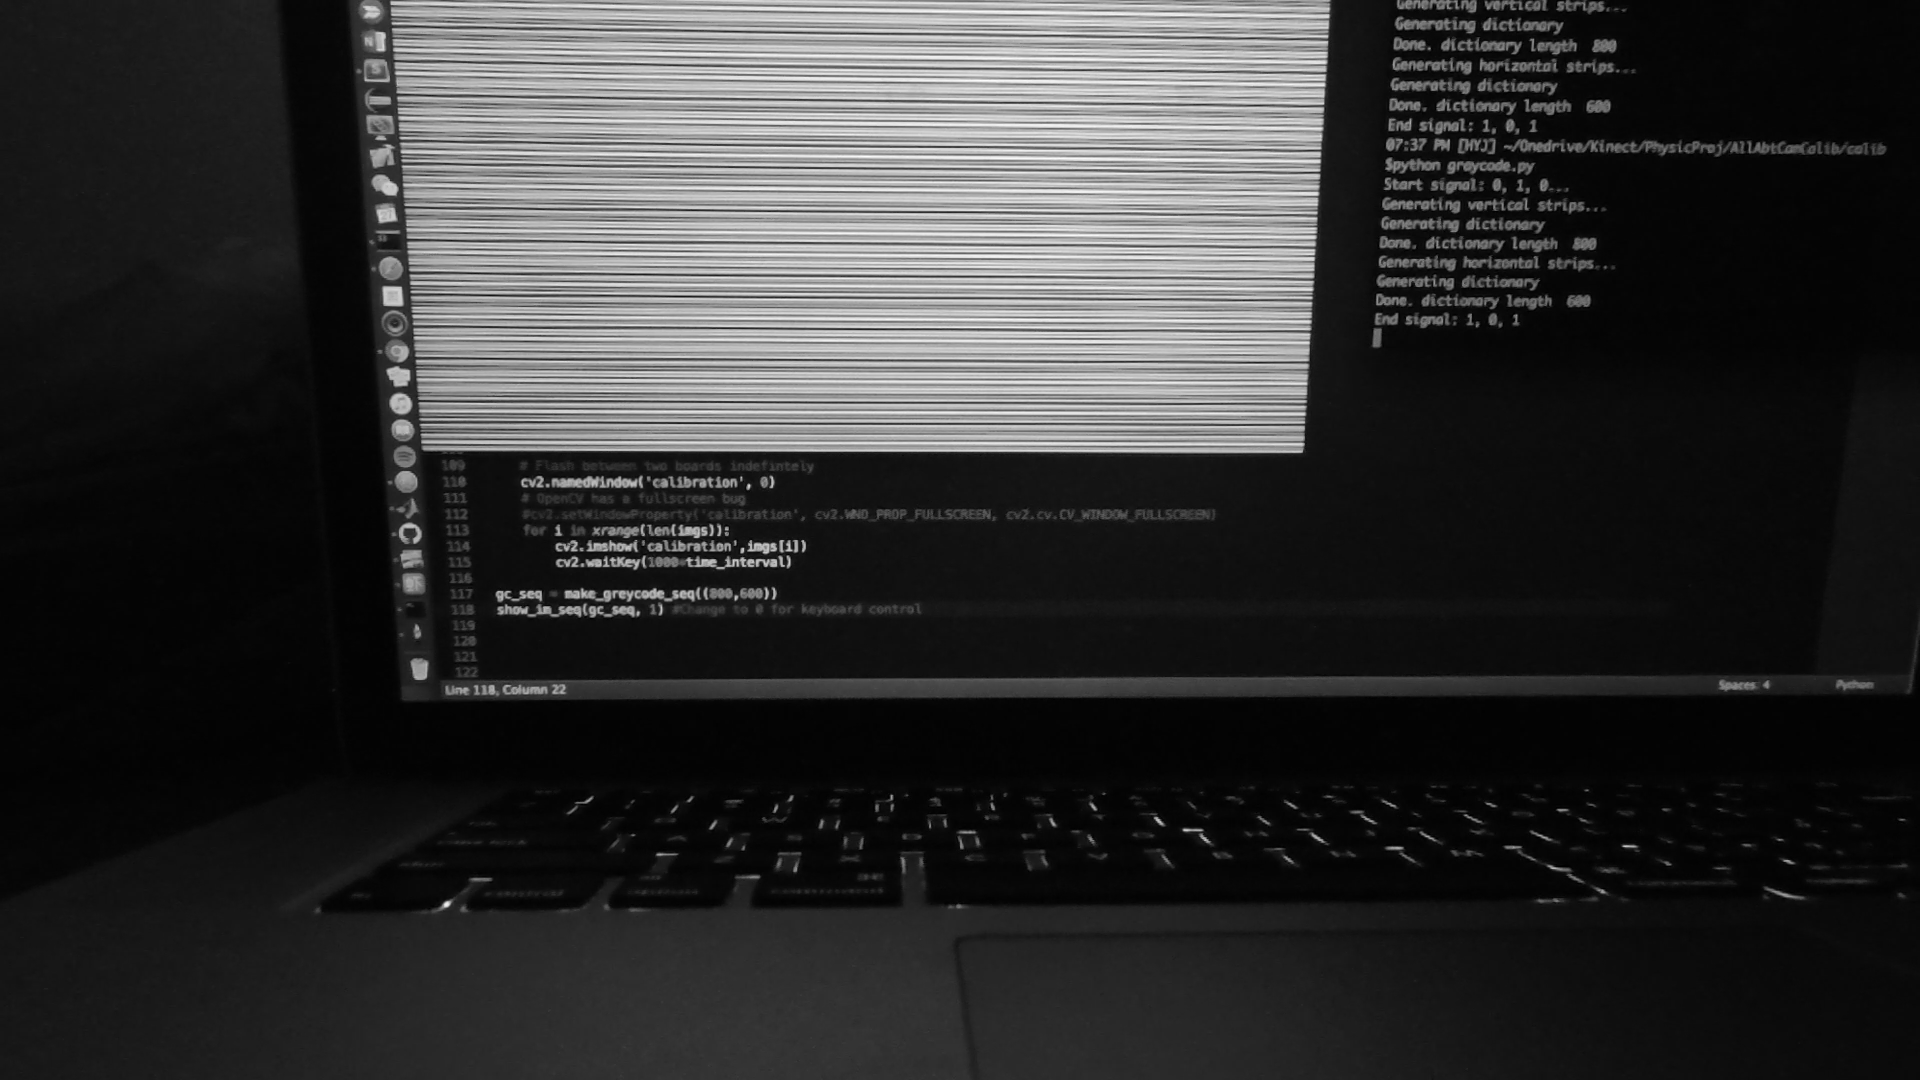 Generating vertical strips...
Generating dictionary
Done. dictionary length 800
Generating horizontal strips...
Generating dictionary
Done. dictionary length 600
End signal: 1, 0, 1
07:37 PM [HYJ] ~/Onedrive/Kinect/PhysicProj/AllAbtCamCalib/calib
$python graycode.py
Start signal: 0, 1, 0...
Generating vertical strips...
Generating dictionary
Done. dictionary length 800
Generating horizontal strips...
Generating dictionary
Done. dictionary length 600
End signal: 1, 0, 1
109 # Flash between two boards indefintely
110 cv2.namedWindow('calibration', 0)
111 # OpenCV has a fullscreen bug
112 #cv2.setWindowProperty('calibration', cv2.WND_PROP_FULLSCREEN, cv2.cv.CV_WINDOW_FULLSCREEN)
113 for i in xrange(len(imgs)):
114 cv2.imshow('calibration',imgs[i])
115 cv2.waitKey(1000*time_interval)
116
117 gc_seq = make_greycode_seq((800,600))
118 show_im_seq(gc_seq, 1) #Change to 0 for keyboard control
119
120
121
122
Line 118, Column 22
Spaces: 4
Python